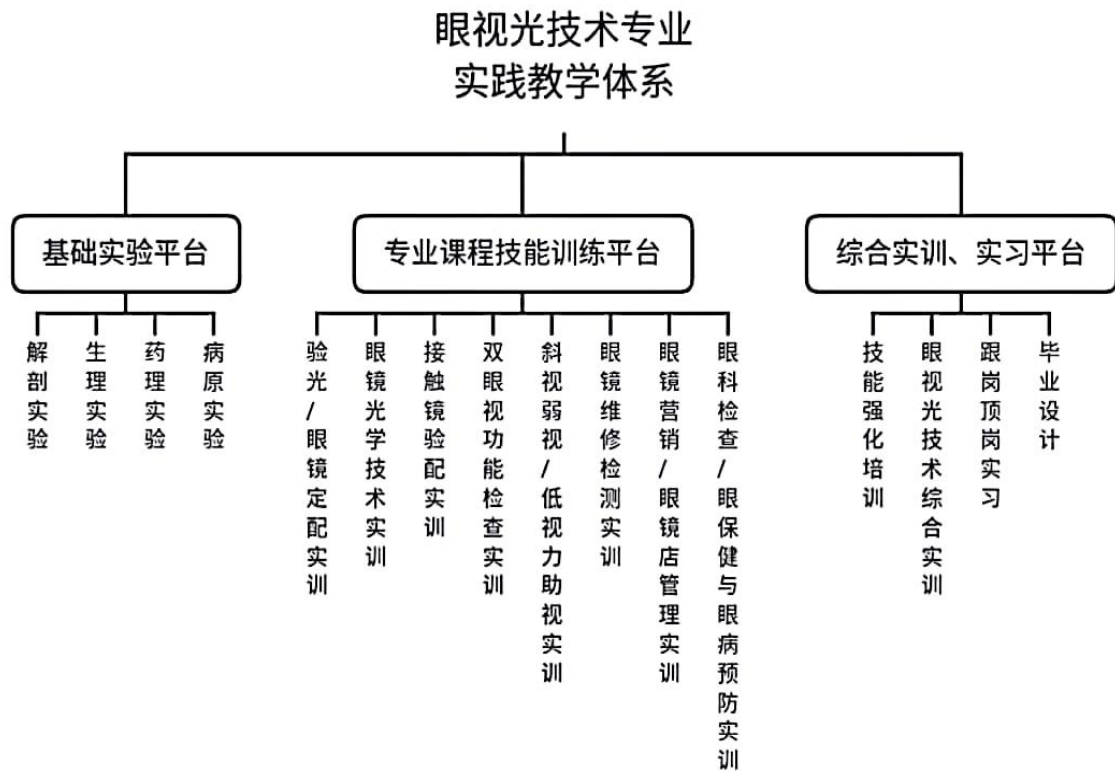 眼视光技术专业
实践教学体系
基础实验平台
专业课程技能训练平台
综合实训、实习平台
解剖实验
生理实验
药理实验
病原实验
验光/眼镜定配实训
眼镜光学技术实训
接触镜验配实训
双眼视功能检查实训
斜视弱视/低视力助视实训
眼镜维修检测实训
眼镜营销/眼镜店管理实训
眼科检查/眼保健与眼病预防实训
技能强化培训
眼视光技术综合实训
跟岗顶岗实习
毕业设计